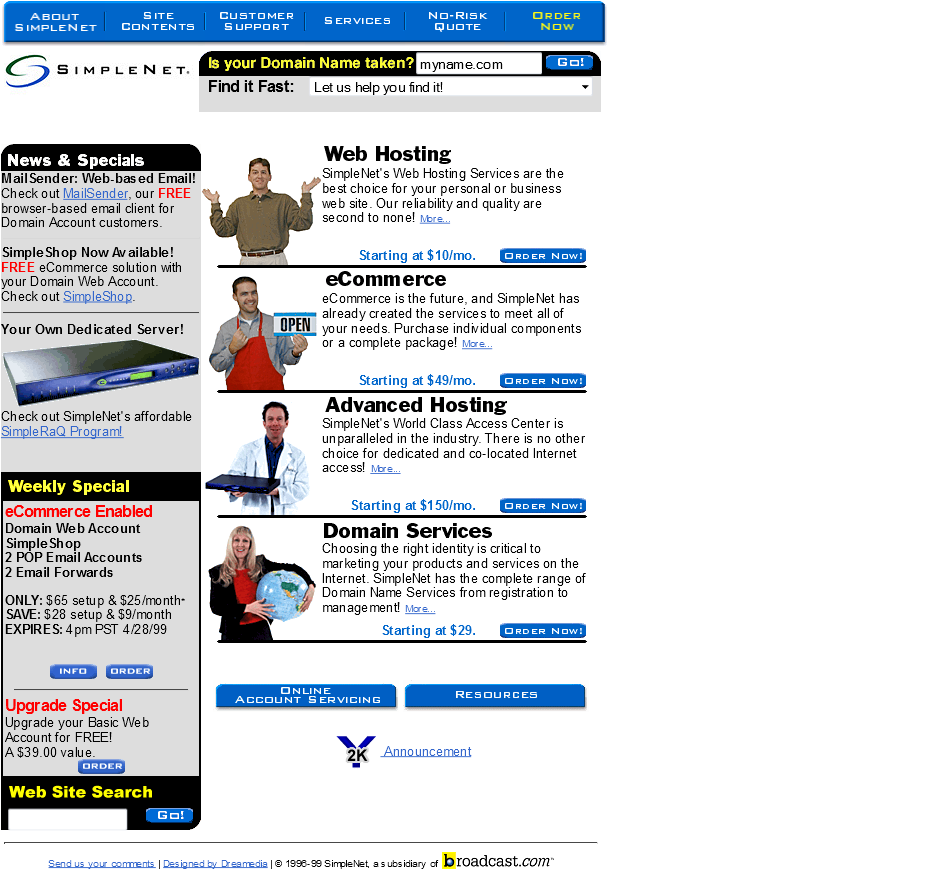 About SimpleNet
Site Contents
Customer Support
Services
No-Risk Quote
Order Now
SimpleNet.
Is your Domain Name taken? myname.com Go!
Find it Fast: Let us help you find it!
News & Specials
MailSender: Web-based Email!
Check out MailSender, our FREE
browser-based email client for
Domain Account customers.
SimpleShop Now Available!
FREE eCommerce solution with
your Domain Web Account.
Check out SimpleShop.
Your Own Dedicated Server!
Check out SimpleNet's affordable
SimpleRaQ Program!
Weekly Special
eCommerce Enabled
Domain Web Account
SimpleShop
2 POP Email Accounts
2 Email Forwards
ONLY: $65 setup & $25/month*
SAVE: $28 setup & $9/month
EXPIRES: 4pm PST 4/28/99
INFO ORDER
Upgrade Special
Upgrade your Basic Web
Account for FREE!
A $39.00 value.
ORDER
Web Site Search
Go!
Web Hosting
SimpleNet's Web Hosting Services are the
best choice for your personal or business
web site. Our reliability and quality are
second to none! More...
Starting at $10/mo. Order Now!
eCommerce
eCommerce is the future, and SimpleNet has
already created the services to meet all of
your needs. Purchase individual components
or a complete package! More...
OPEN
Starting at $49/mo. Order Now!
Advanced Hosting
SimpleNet's World Class Access Center is
unparalleled in the industry. There is no other
choice for dedicated and co-located Internet
access! More...
Starting at $150/mo. Order Now!
Domain Services
Choosing the right identity is critical to
marketing your products and services on the
Internet. SimpleNet has the complete range of
Domain Name Services from registration to
management! More...
Starting at $29. Order Now!
Online Account Servicing
Resources
Y2K Announcement
Send us your comments | Designed by Dreamedia | © 1996-99 SimpleNet, a subsidiary of broadcast.com™